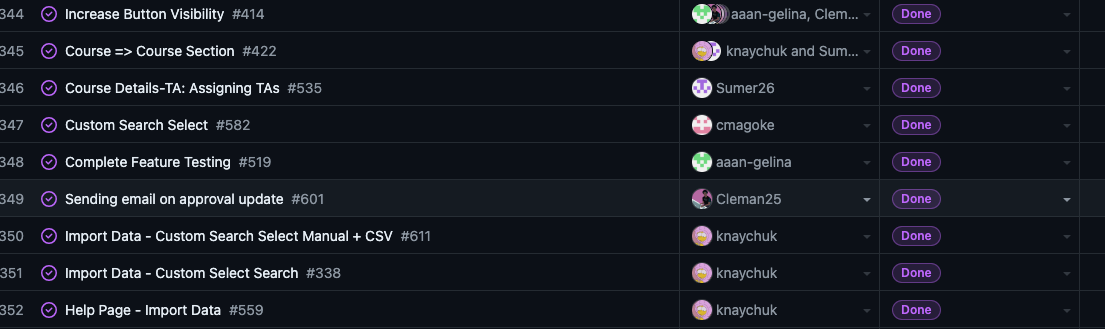 344 Increase Button Visibility #414 aaan-gelina, Clem... Done
345 Course => Course Section #422 knaychuk and Sum... Done
346 Course Details-TA: Assigning TAs #535 Sumer26 Done
347 Custom Search Select #582 cmagoke Done
348 Complete Feature Testing #519 aaan-gelina Done
349 Sending email on approval update #601 Cleman25 Done
350 Import Data - Custom Search Select Manual + CSV #611 knaychuk Done
351 Import Data - Custom Select Search #338 knaychuk Done
352 Help Page - Import Data #559 knaychuk Done